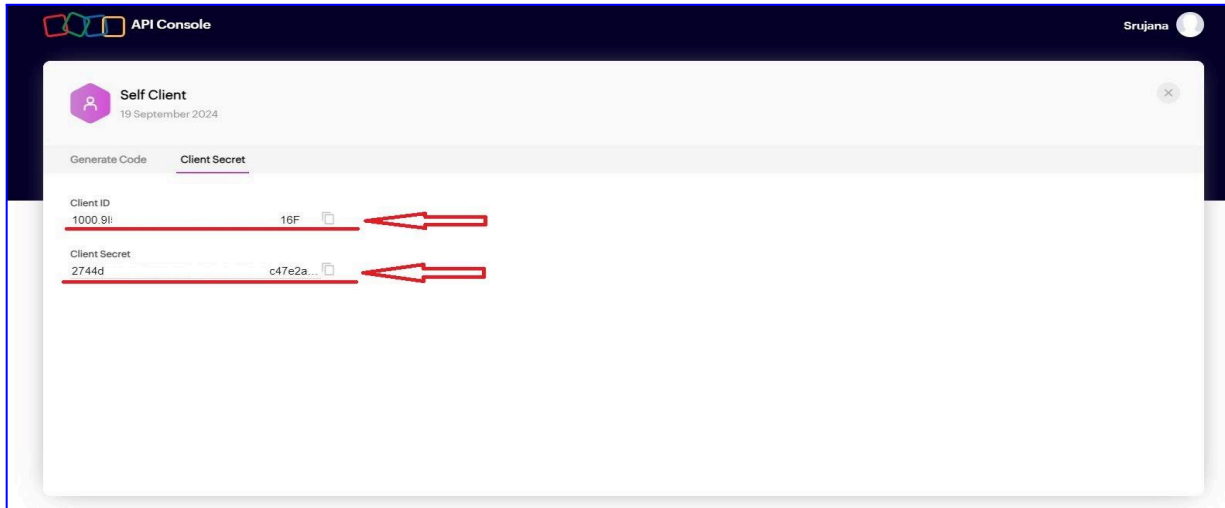 API Console
Srujana
Self Client
19 September 2024
Generate Code Client Secret
Client ID
1000.9I 16F
Client Secret
2744d c47e2a...